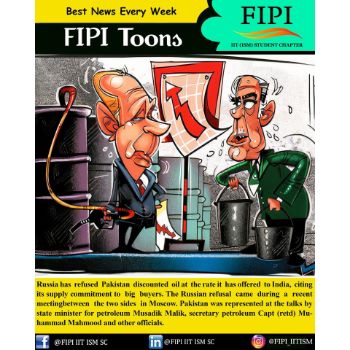 Best News Every Week
FIPI Toons
FIPI
IIT (ISM) STUDENT CHAPTER
Russia has refused Pakistan discounted oil at the rate it has offered to India, citing
its supply commitment to big buyers. The Russian refusal came during a recent
meetingbetween the two sides in Moscow. Pakistan was represented at the talks by
state minister for petroleum Musadik Malik, secretary petroleum Capt (retd) Mu-
hammad Mahmood and other officials.
@FIPI IIT ISM SC
@FIPI IIT ISM SC
@FIPI_IITISM